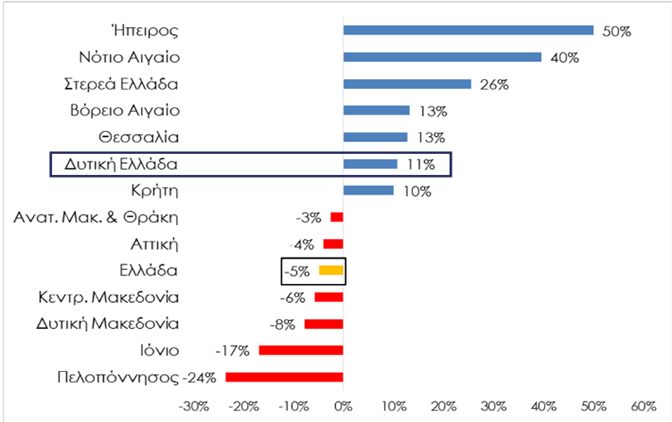 Ήπειρος 50%
Νότιο Αιγαίο 40%
Στερεά Ελλάδα 26%
Βόρειο Αιγαίο 13%
Θεσσαλία 13%
Δυτική Ελλάδα 11%
Κρήτη 10%
Ανατ. Μακ. & Θράκη -3%
Αττική -4%
Ελλάδα -5%
Κεντρ. Μακεδονία -6%
Δυτική Μακεδονία -8%
Ιόνιο -17%
Πελοπόννησος -24%
-30% -20% -10% 0% 10% 20% 30% 40% 50% 60%